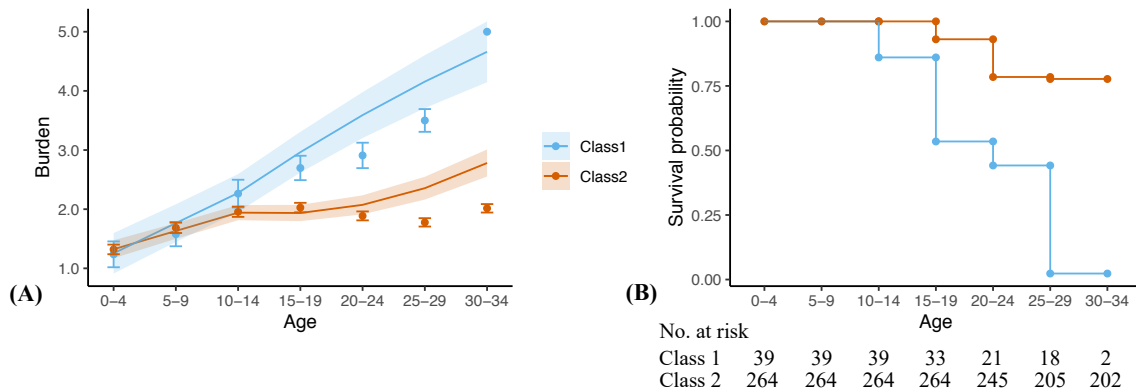 Burden
5.0
4.0
3.0
2.0
1.0
0–4 5–9 10–14 15–19 20–24 25–29 30–34
Age
(A)
Class1
Class2
Survival probability
1.00
0.75
0.50
0.25
0.00
0–4 5–9 10–14 15–19 20–24 25–29 30–34
Age
(B)
No. at risk
Class 1 39 39 39 33 21 18 2
Class 2 264 264 264 264 245 205 202